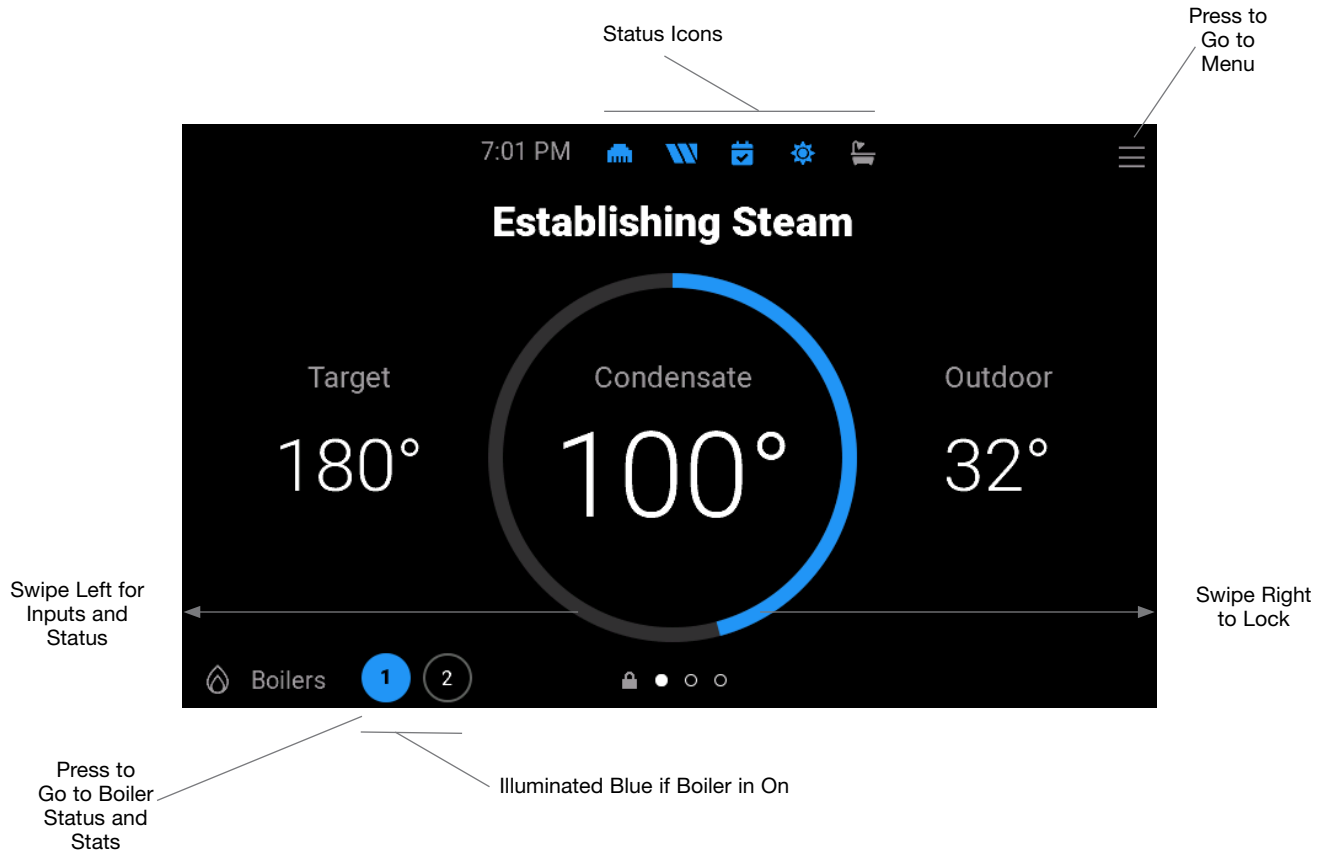 Press to
Go to
Menu
Status Icons
7:01 PM
Establishing Steam
Target
Condensate
Outdoor
180°
100°
32°
Swipe Left for
Inputs and
Status
Swipe Right
to Lock
Boilers
1
2
Press to
Go to Boiler
Status and
Stats
Illuminated Blue if Boiler in On